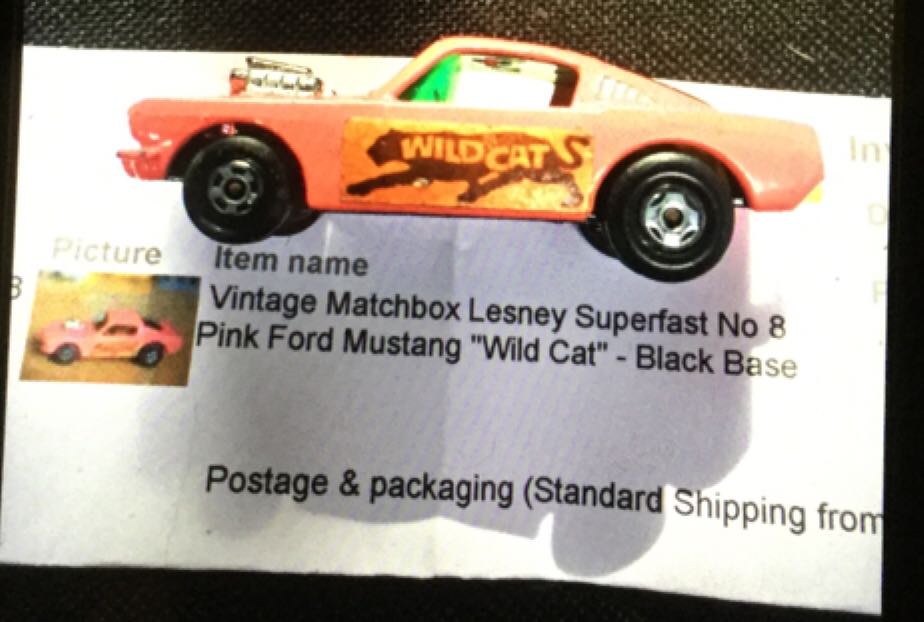 WILD CAT
Picture
Item name
Vintage Matchbox Lesney Superfast No 8
Pink Ford Mustang "Wild Cat" - Black Base
Postage & packaging (Standard Shipping from